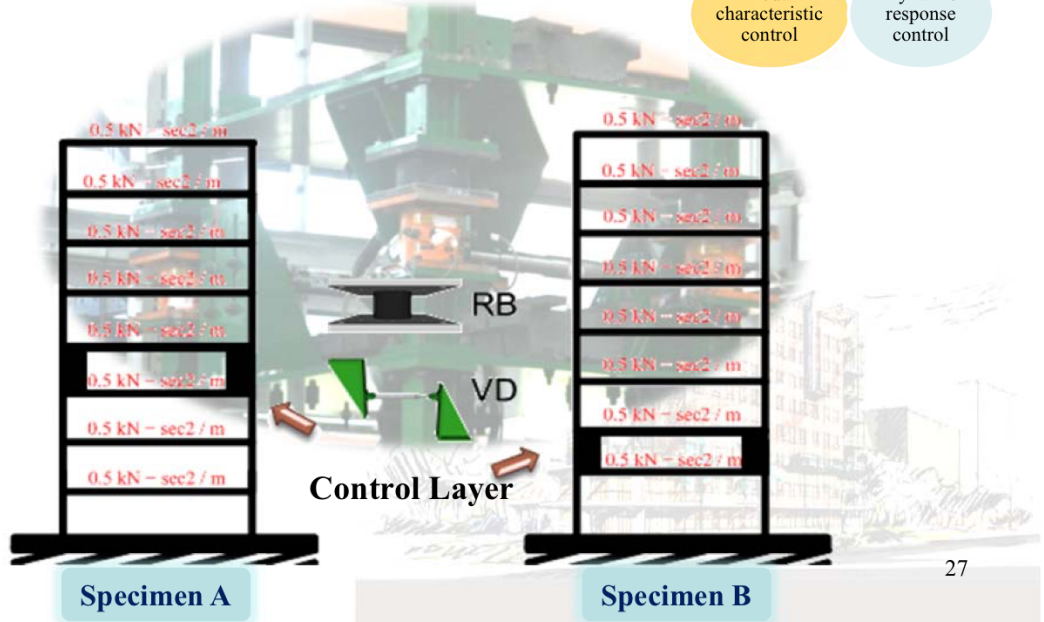 characteristic
control
response
control
0.5 kN – sec2 / m
0.5 kN – sec2 / m
0.5 kN – sec2 / m
0.5 kN – sec2 / m
0.5 kN – sec2 / m
0.5 kN – sec2 / m
0.5 kN – sec2 / m
0.5 kN – sec2 / m
RB
VD
Control Layer
0.5 kN – sec2 / m
0.5 kN – sec2 / m
0.5 kN – sec2 / m
0.5 kN – sec2 / m
0.5 kN – sec2 / m
0.5 kN – sec2 / m
0.5 kN – sec2 / m
0.5 kN – sec2 / m
27
Specimen A
Specimen B